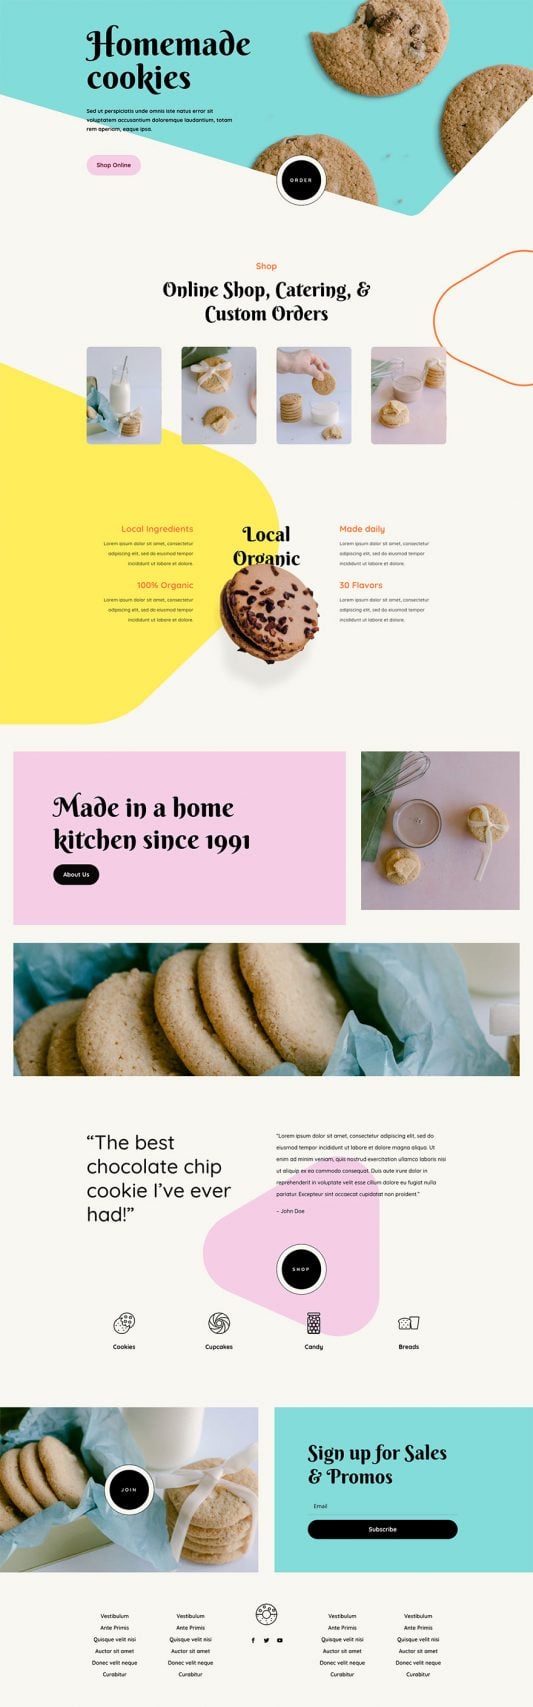 Homemade
cookies
Sed ut perspiciatis unde omnis iste natus error sit
voluptatem accusantium doloremque laudantium, totam
rem aperiam, eaque ipsa.
Shop Online
ORDER
Shop
Online Shop, Catering, &
Custom Orders
Local Ingredients
Lorem ipsum dolor sit amet, consectetur
adipiscing elit, sed do eiusmod tempor
incididunt ut labore et dolore.
100% Organic
Lorem ipsum dolor sit amet, consectetur
adipiscing elit, sed do eiusmod tempor
incididunt ut labore et dolore.
Local
Organic
Made daily
Lorem ipsum dolor sit amet, consectetur
adipiscing elit, sed do eiusmod tempor
incididunt ut labore et dolore.
30 Flavors
Lorem ipsum dolor sit amet, consectetur
adipiscing elit, sed do eiusmod tempor
incididunt ut labore et dolore.
Made in a home
kitchen since 1991
About Us
“The best
chocolate chip
cookie I’ve ever
had!”
“Lorem ipsum dolor sit amet, consectetur adipiscing elit, sed do
eiusmod tempor incididunt ut labore et dolore magna aliqua. Ut
enim ad minim veniam, quis nostrud exercitation ullamco laboris nisi
ut aliquip ex ea commodo consequat. Duis aute irure dolor in
reprehenderit in voluptate velit esse cillum dolore eu fugiat nulla
pariatur. Excepteur sint occaecat cupidatat non proident.”
– John Doe
SHOP
Cookies
Cupcakes
Candy
Breads
JOIN
Sign up for Sales
& Promos
Email
Subscribe
Vestibulum
Ante Primis
Quisque velit nisi
Auctor sit amet
Donec velit neque
Curabitur
Vestibulum
Ante Primis
Quisque velit nisi
Auctor sit amet
Donec velit neque
Curabitur
Vestibulum
Ante Primis
Quisque velit nisi
Auctor sit amet
Donec velit neque
Curabitur
Vestibulum
Ante Primis
Quisque velit nisi
Auctor sit amet
Donec velit neque
Curabitur